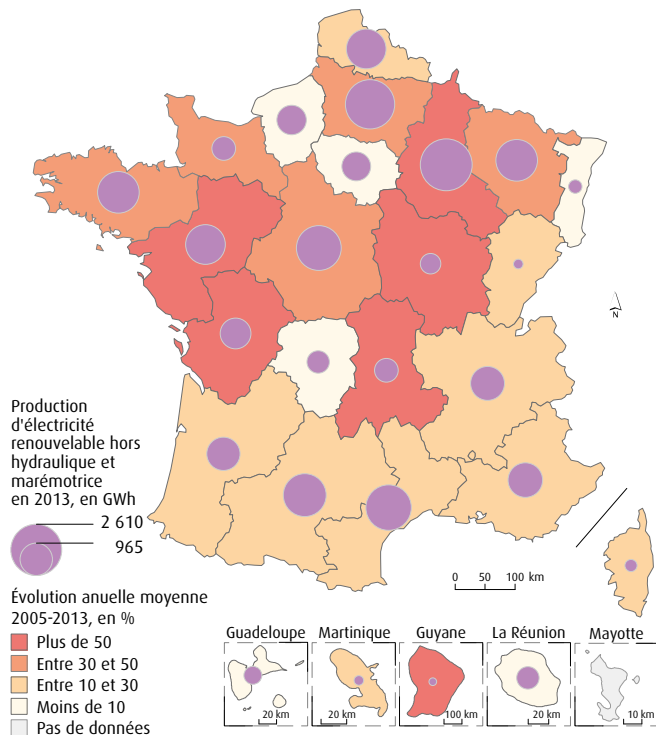 N
Production
d'électricité
renouvelable hors
hydraulique et
marémotrice
en 2013, en GWh
2 610
965
0 50 100 km
Évolution anuelle moyenne
2005-2013, en %
Plus de 50
Entre 30 et 50
Entre 10 et 30
Moins de 10
Pas de données
Guadeloupe
20 km
Martinique
20 km
Guyane
100 km
La Réunion
20 km
Mayotte
10 km